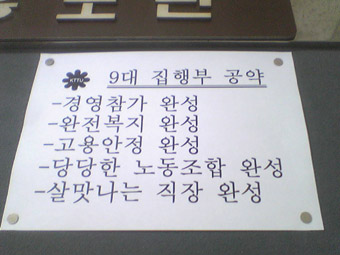 KTTU
9대 집행부 공약
-경영참가 완성
-완전복지 완성
-고용안정 완성
-당당한 노동조합 완성
-살맛나는 직장 완성